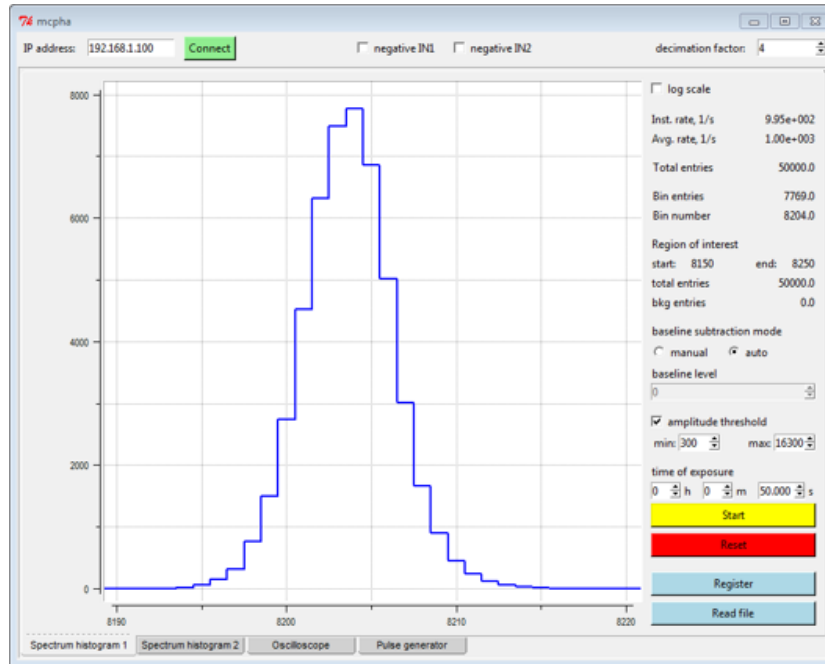 mcpha
IP address: 192.168.1.100 Connect negative IN1 negative IN2 decimation factor: 4
8000
6000
4000
2000
0
8190 8200 8210 8220
log scale
Inst. rate, 1/s 9.95e+002
Avg. rate, 1/s 1.00e+003
Total entries 50000.0
Bin entries 7769.0
Bin number 8204.0
Region of interest
start: 8150 end: 8250
total entries 50000.0
bkg entries 0.0
baseline subtraction mode
manual auto
baseline level
0
amplitude threshold
min: 300 max: 16300
time of exposure
0 h 0 m 50.000 s
Start
Reset
Register
Read file
Spectrum histogram 1 Spectrum histogram 2 Oscilloscope Pulse generator